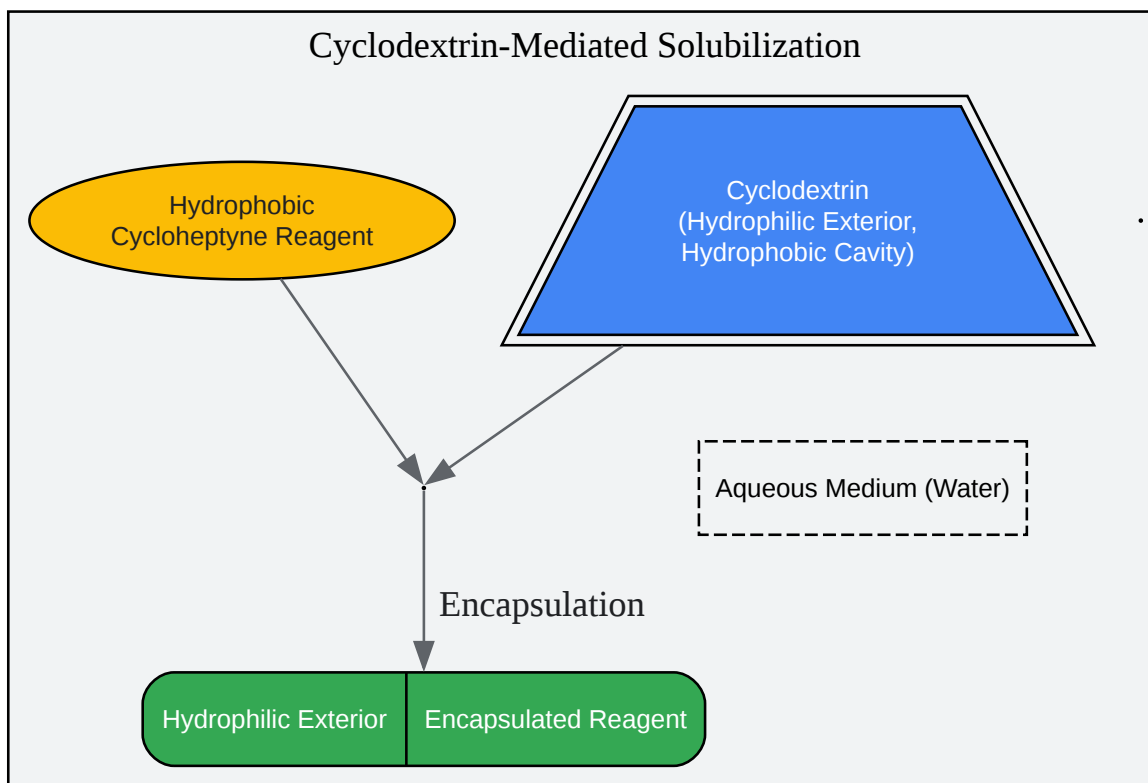 Cyclodextrin-Mediated Solubilization
Hydrophobic
Cycloheptyne Reagent
Cyclodextrin
(Hydrophilic Exterior,
Hydrophobic Cavity)
Aqueous Medium (Water)
Encapsulation
Hydrophilic Exterior
Encapsulated Reagent